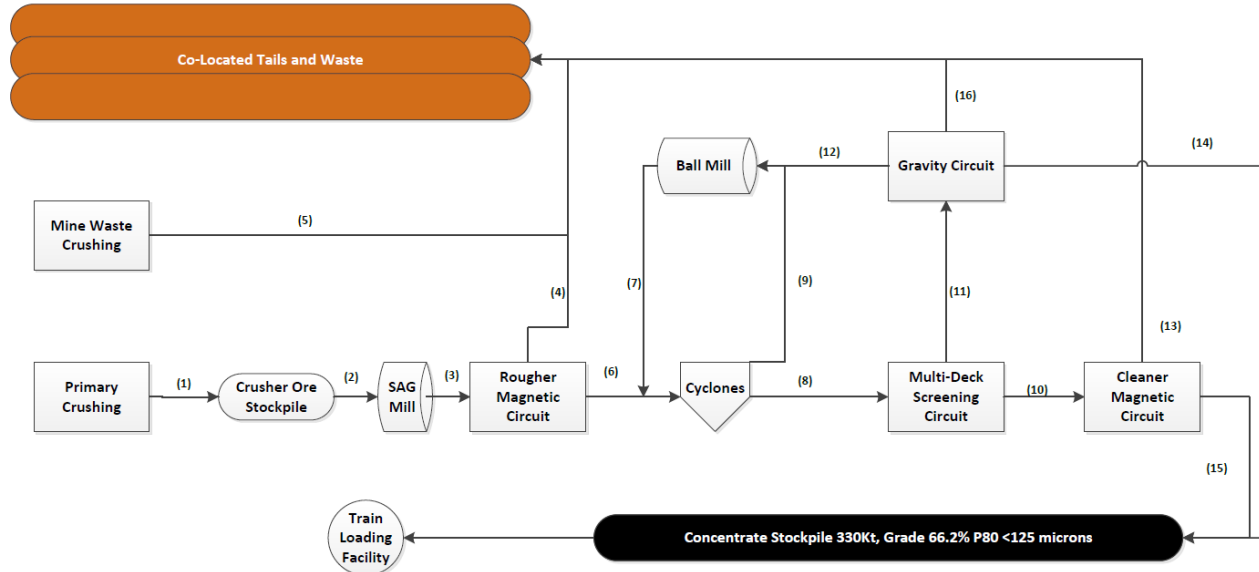 Co-Located Tails and Waste
(16)
(12)
(14)
Ball Mill
Gravity Circuit
Mine Waste
Crushing
(5)
(7)
(9)
(4)
(11)
(13)
Primary
Crushing
(1)
Crusher Ore
Stockpile
(2)
SAG
Mill
(3)
Rougher
Magnetic
Circuit
(6)
Cyclones
(8)
Multi-Deck
Screening
Circuit
(10)
Cleaner
Magnetic
Circuit
(15)
Train
Loading
Facility
Concentrate Stockpile 330Kt, Grade 66.2% P80 <125 microns